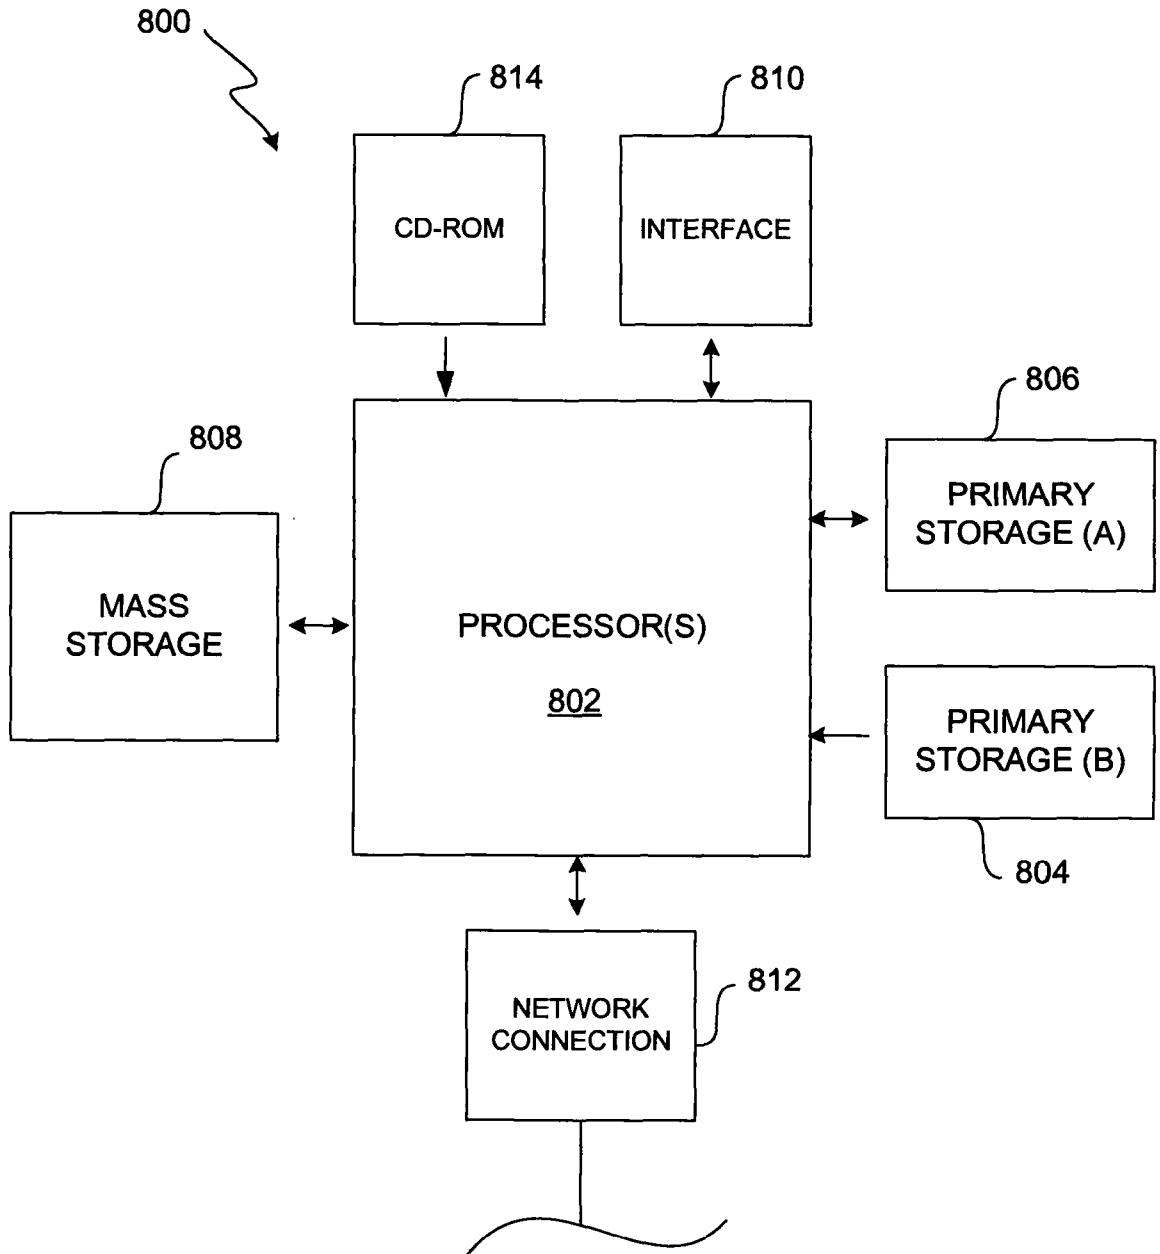 800
814
810
CD-ROM
INTERFACE
806
808
PRIMARY
STORAGE (A)
MASS
STORAGE
PROCESSOR(S)
802
PRIMARY
STORAGE (B)
804
812
NETWORK
CONNECTION